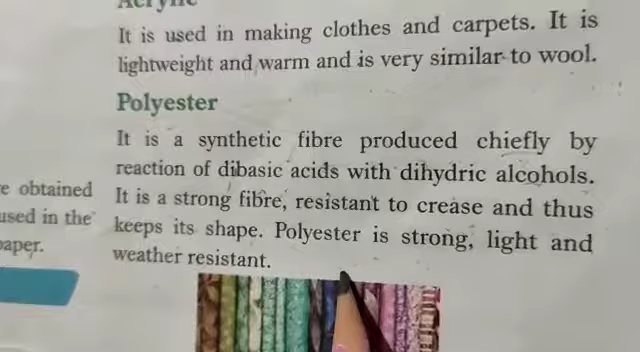 Acrylic
It is used in making clothes and carpets. It is
lightweight and warm and is very similar to wool.
Polyester
It is a synthetic fibre produced chiefly by
reaction of dibasic acids with dihydric alcohols.
It is a strong fibre, resistant to crease and thus
keeps its shape. Polyester is strong, light and
weather resistant.
obtained
used in the
paper.